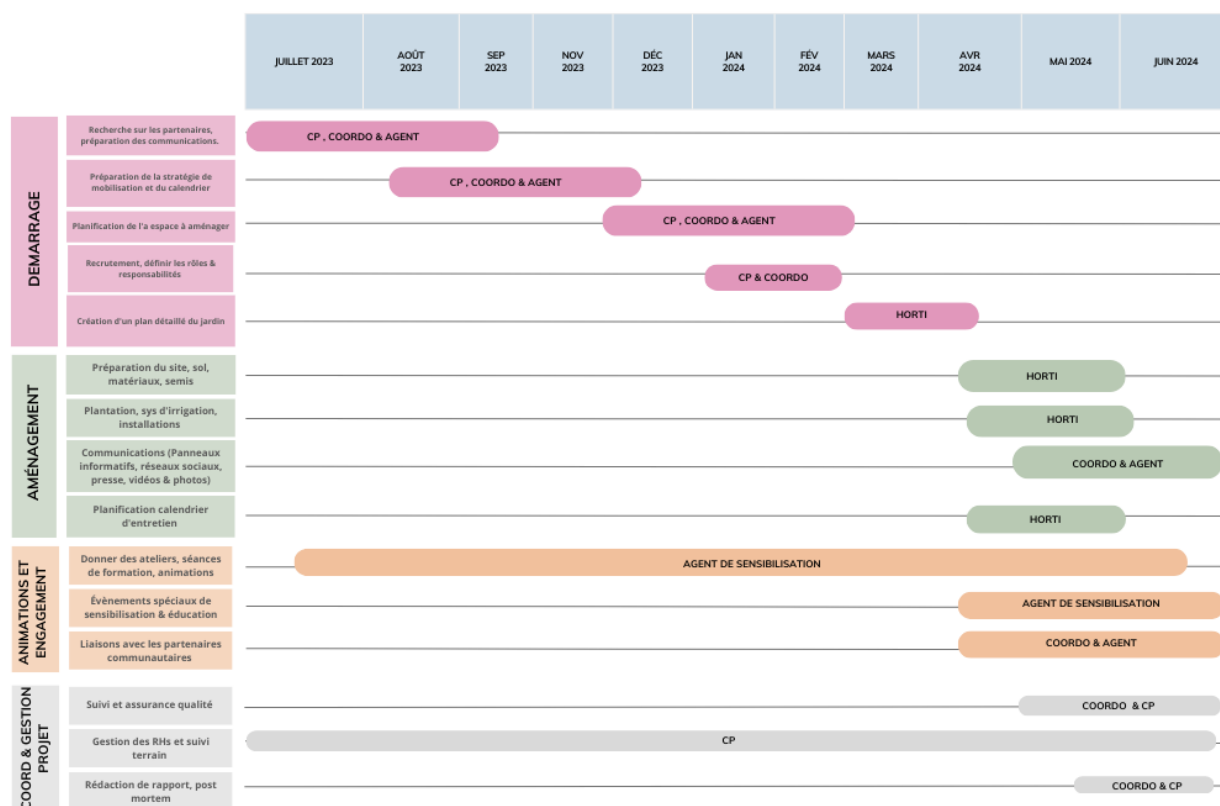 JUILLET 2023
AOÛT
2023
SEP
2023
NOV
2023
DÉC
2023
JAN
2024
FÉV
2024
MARS
2024
AVR
2024
MAI 2024
JUIN 2024
DEMARRAGE
Recherche sur les partenaires,
préparation des communications.
CP , COORDO & AGENT
Préparation de la stratégie de
mobilisation et du calendrier
CP , COORDO & AGENT
Planification de l'a espace à aménager
CP , COORDO & AGENT
Recrutement, définir les rôles &
responsabilités
CP & COORDO
Création d'un plan détaillé du jardin
HORTI
AMÉNAGEMENT
Préparation du site, sol,
matériaux, semis
HORTI
Plantation, sys d'irrigation,
installations
HORTI
Communications (Panneaux
informatifs, réseaux sociaux,
presse, vidéos & photos)
COORDO & AGENT
Planification calendrier
d'entretien
HORTI
ANIMATIONS ET
ENGAGEMENT
Donner des ateliers, séances
de formation, animations
AGENT DE SENSIBILISATION
Évènements spéciaux de
sensibilisation & éducation
AGENT DE SENSIBILISATION
Liaisons avec les partenaires
communautaires
COORDO & AGENT
COORD & GESTION
PROJET
Suivi et assurance qualité
COORDO & CP
Gestion des RHs et suivi
terrain
CP
Rédaction de rapport, post
mortem
COORDO & CP